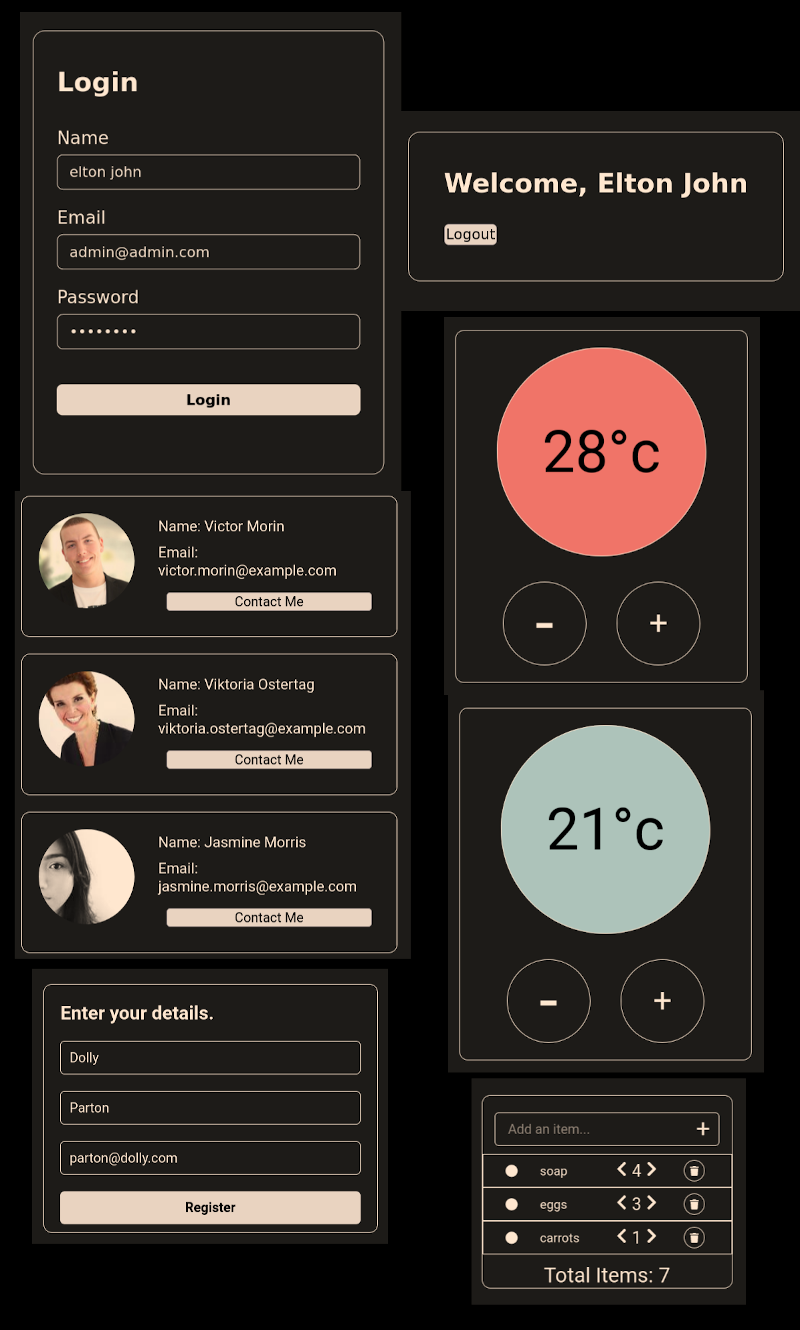 Login
Name
elton john
Email
admin@admin.com
Password
••••••••
Login
Welcome, Elton John
Logout
28°c
-
+
Name: Victor Morin
Email:
victor.morin@example.com
Contact Me
Name: Viktoria Ostertag
Email:
viktoria.ostertag@example.com
Contact Me
Name: Jasmine Morris
Email:
jasmine.morris@example.com
Contact Me
21°c
-
+
Enter your details.
Dolly
Parton
parton@dolly.com
Register
Add an item... +
soap < 4 >
eggs < 3 >
carrots < 1 >
Total Items: 7